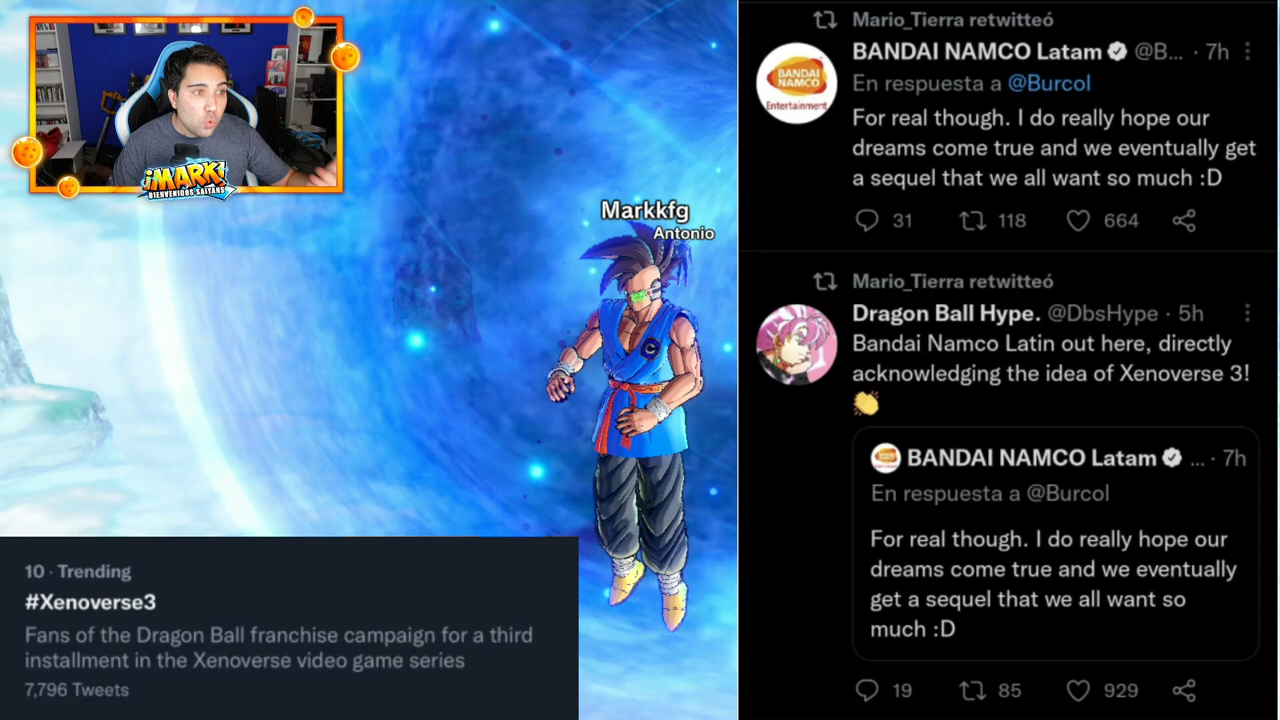 ¡MARK!
BIENVENIDOS SAIYANS
Markkfg
Antonio
10 · Trending
#Xenoverse3
Fans of the Dragon Ball franchise campaign for a third
installment in the Xenoverse video game series
7,796 Tweets
Mario_Tierra retwitteó
BANDAI NAMCO Latam @B... · 7h
BANDAI
NAMCO
Entertainment
En respuesta a @Burcol
For real though. I do really hope our
dreams come true and we eventually get
a sequel that we all want so much :D
31 118 664
Mario_Tierra retwitteó
Dragon Ball Hype. @DbsHype · 5h
Bandai Namco Latin out here, directly
acknowledging the idea of Xenoverse 3!
👏
BANDAI NAMCO Latam ... · 7h
En respuesta a @Burcol
For real though. I do really hope our
dreams come true and we eventually
get a sequel that we all want so
much :D
19 85 929